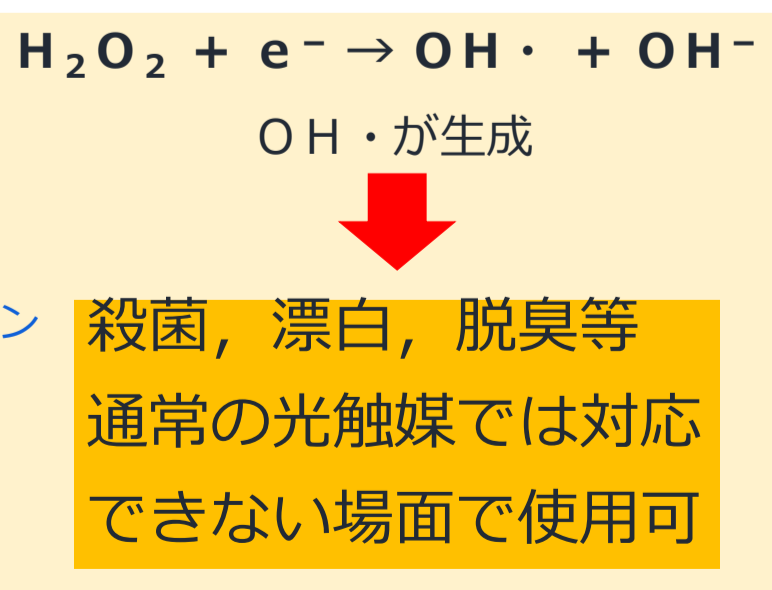 H₂O₂ + e⁻ → OH・ + OH⁻
ＯＨ・が生成
ン
殺菌，漂白，脱臭等
通常の光触媒では対応
できない場面で使用可